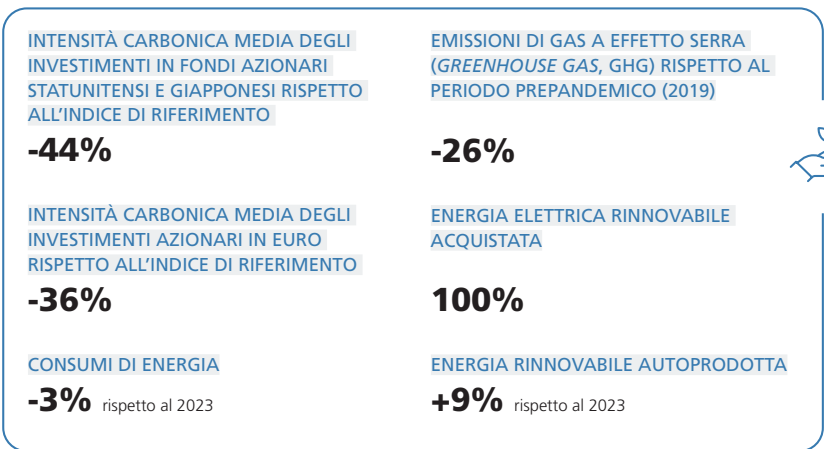 INTENSITÀ CARBONICA MEDIA DEGLI
INVESTIMENTI IN FONDI AZIONARI
STATUNITENSI E GIAPPONESI RISPETTO
ALL'INDICE DI RIFERIMENTO
-44%
EMISSIONI DI GAS A EFFETTO SERRA
(GREENHOUSE GAS, GHG) RISPETTO AL
PERIODO PREPANDEMICO (2019)
-26%
INTENSITÀ CARBONICA MEDIA DEGLI
INVESTIMENTI AZIONARI IN EURO
RISPETTO ALL'INDICE DI RIFERIMENTO
-36%
ENERGIA ELETTRICA RINNOVABILE
ACQUISTATA
100%
CONSUMI DI ENERGIA
-3% rispetto al 2023
ENERGIA RINNOVABILE AUTOPRODOTTA
+9% rispetto al 2023